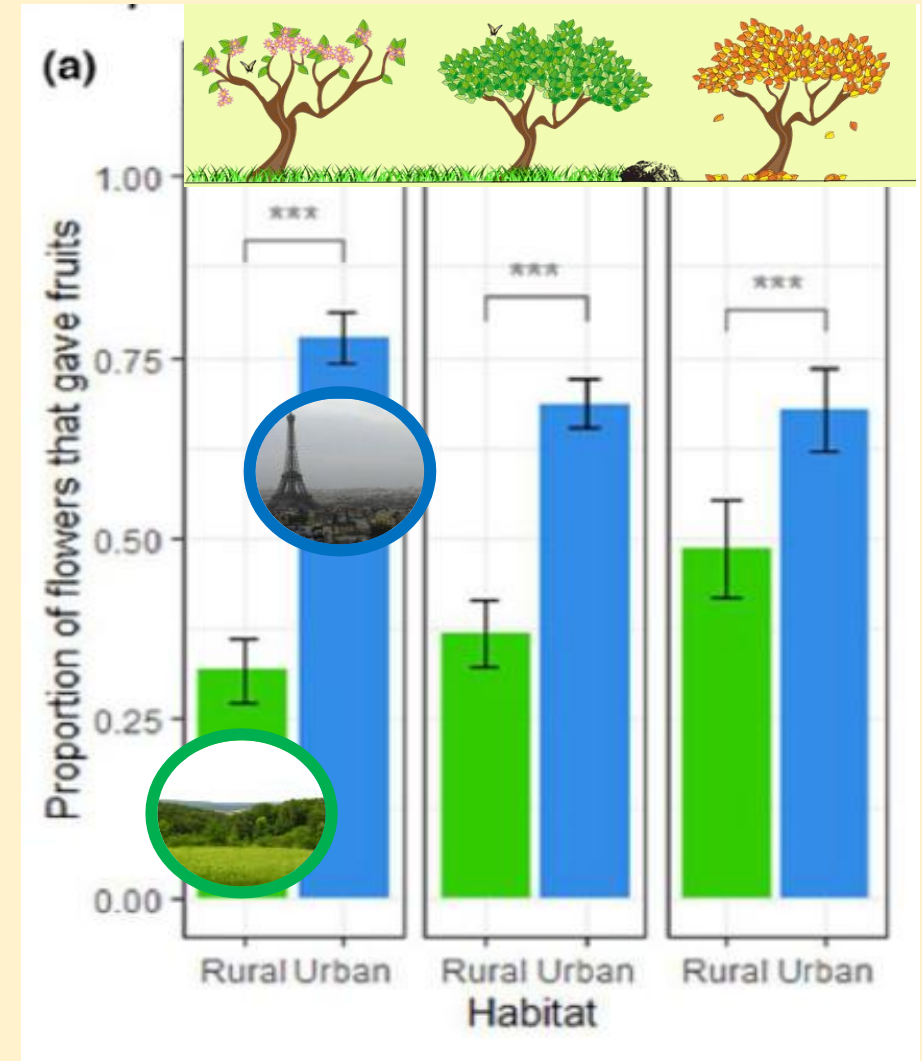 (a)
1.00
0.75
0.50
0.25
0.00
Proportion of flowers that gave fruits
***
***
***
Rural Urban
Rural Urban
Rural Urban
Habitat